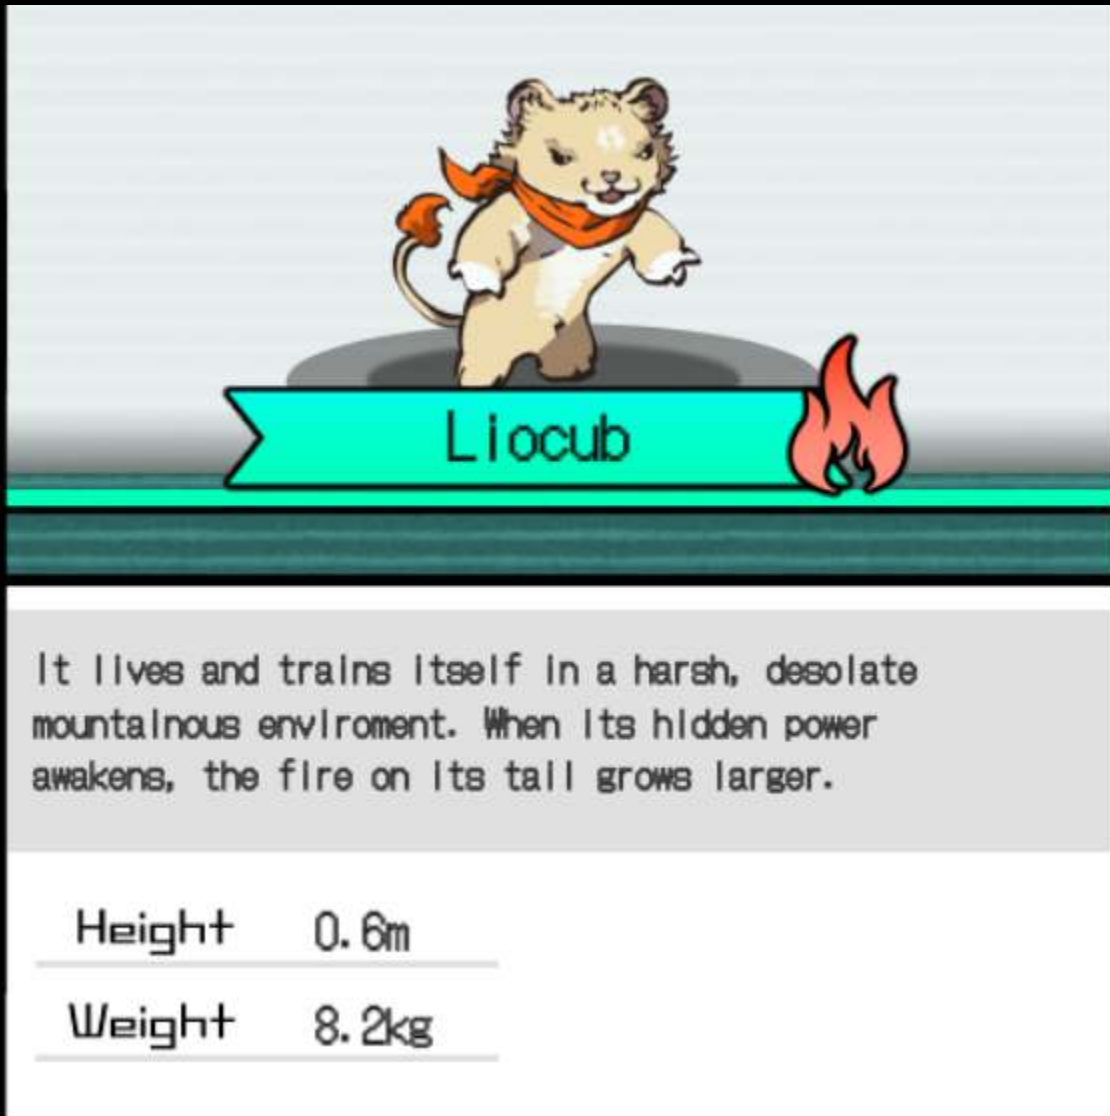 Liocub
It lives and trains itself in a harsh, desolate
mountainous enviroment. When its hidden power
awakens, the fire on its tail grows larger.
Height 0.6m
Weight 8.2kg